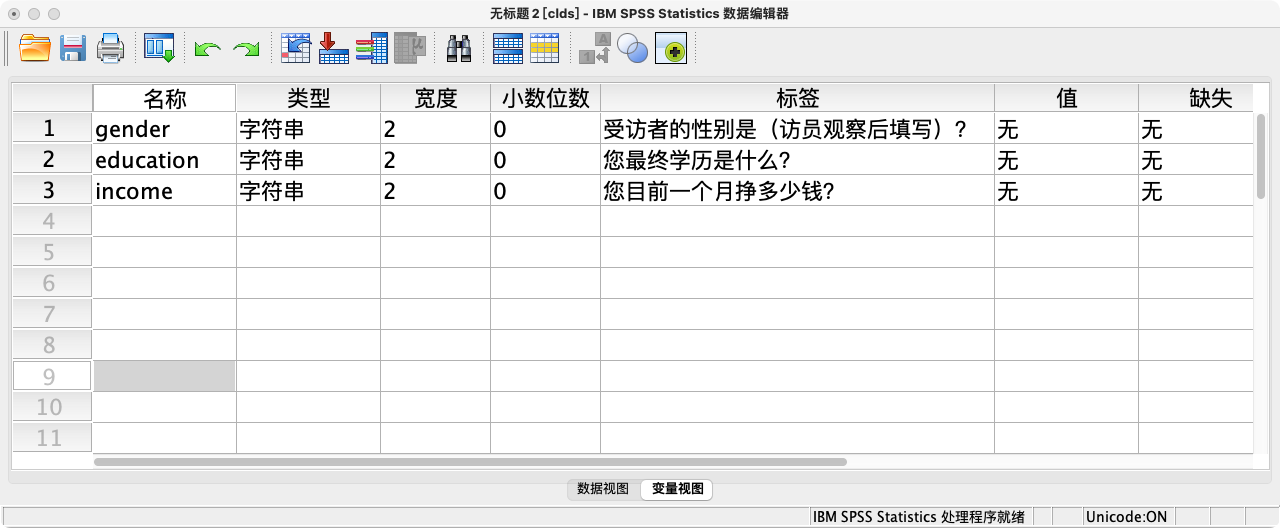 无标题 2 [clds] - IBM SPSS Statistics 数据编辑器
名称 类型 宽度 小数位数 标签 值 缺失
1 gender 字符串 2 0 受访者的性别是（访员观察后填写）? 无 无
2 education 字符串 2 0 您最终学历是什么? 无 无
3 income 字符串 2 0 您目前一个月挣多少钱? 无 无
4
5
6
7
8
9
10
11
数据视图 变量视图
IBM SPSS Statistics 处理程序就绪 Unicode:ON